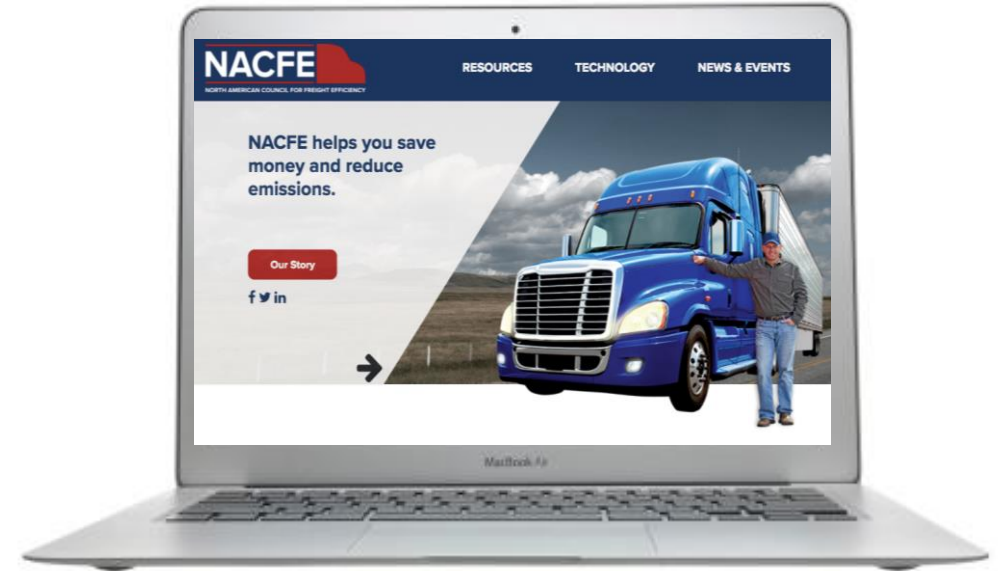 NACFE
NORTH AMERICAN COUNCIL FOR FREIGHT EFFICIENCY
RESOURCES TECHNOLOGY NEWS & EVENTS
NACFE helps you save
money and reduce
emissions.
Our Story
MacBook Air